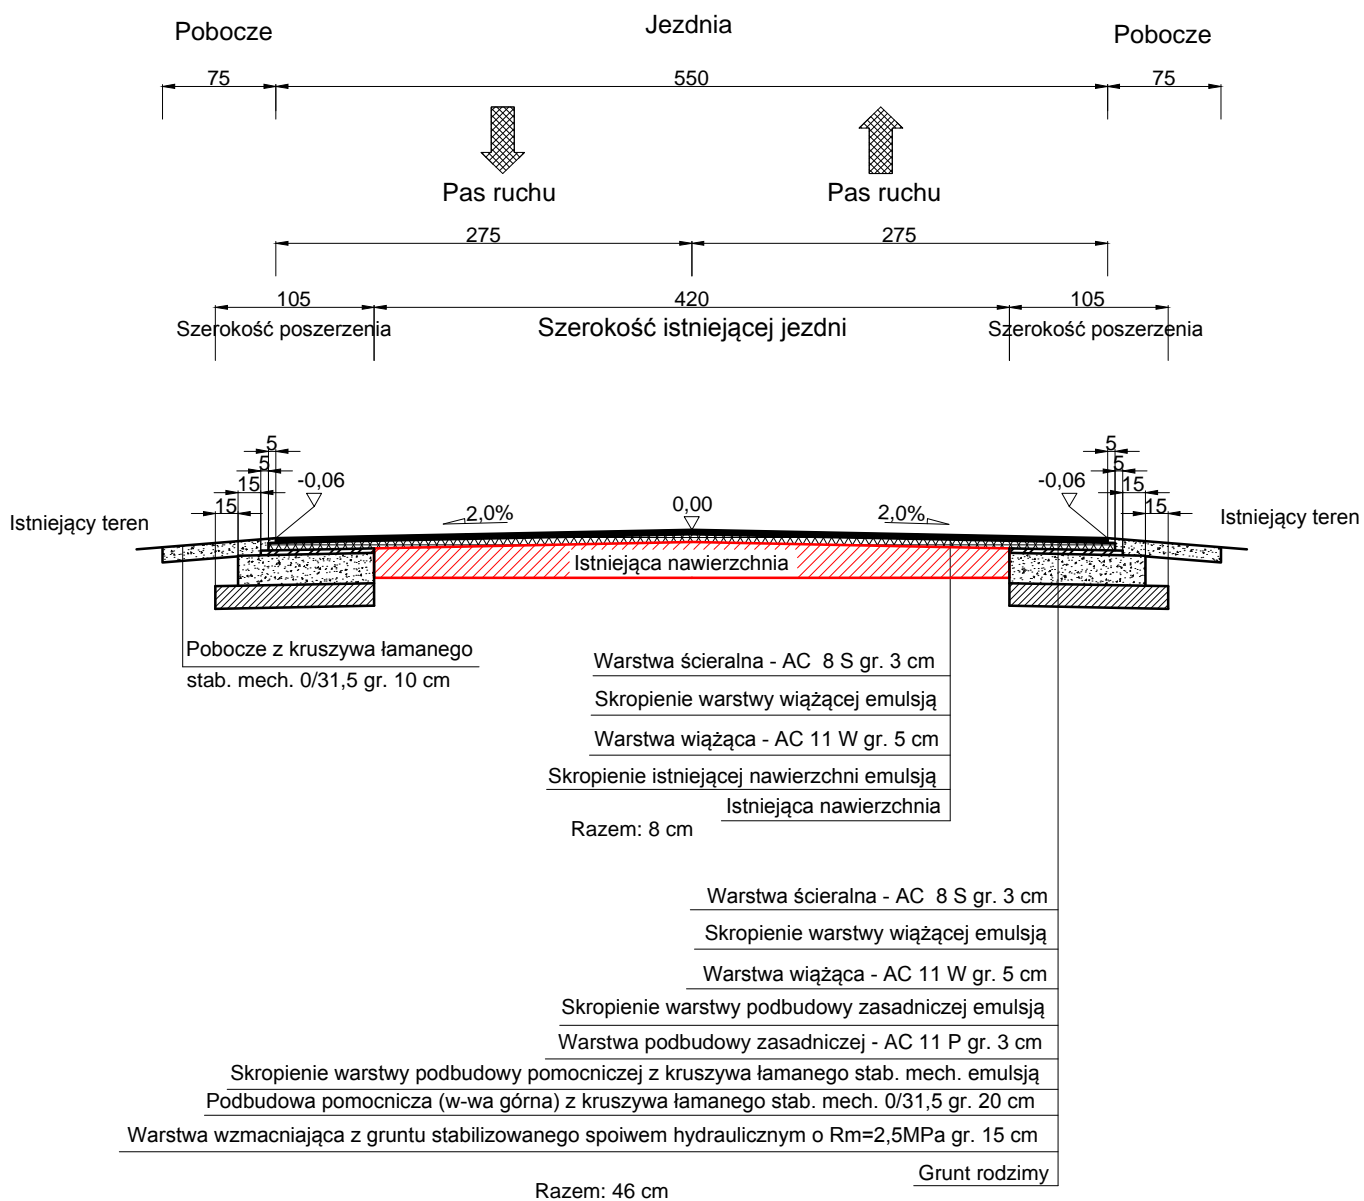 Pobocze
Jezdnia
Pobocze
75
550
75
Pas ruchu
Pas ruchu
275
275
105
420
105
Szerokość poszerzenia
Szerokość istniejącej jezdni
Szerokość poszerzenia
5
5
15
15
-0,06
2,0%
0,00
2,0%
-0,06
5
5
15
15
Istniejący teren
Istniejący teren
Istniejąca nawierzchnia
Pobocze z kruszywa łamanego
stab. mech. 0/31,5 gr. 10 cm
Warstwa ścieralna - AC 8 S gr. 3 cm
Skropienie warstwy wiążącej emulsją
Warstwa wiążąca - AC 11 W gr. 5 cm
Skropienie istniejącej nawierzchni emulsją
Istniejąca nawierzchnia
Razem: 8 cm
Warstwa ścieralna - AC 8 S gr. 3 cm
Skropienie warstwy wiążącej emulsją
Warstwa wiążąca - AC 11 W gr. 5 cm
Skropienie warstwy podbudowy zasadniczej emulsją
Warstwa podbudowy zasadniczej - AC 11 P gr. 3 cm
Skropienie warstwy podbudowy pomocniczej z kruszywa łamanego stab. mech. emulsją
Podbudowa pomocnicza (w-wa górna) z kruszywa łamanego stab. mech. 0/31,5 gr. 20 cm
Warstwa wzmacniająca z gruntu stabilizowanego spoiwem hydraulicznym o Rm=2,5MPa gr. 15 cm
Grunt rodzimy
Razem: 46 cm